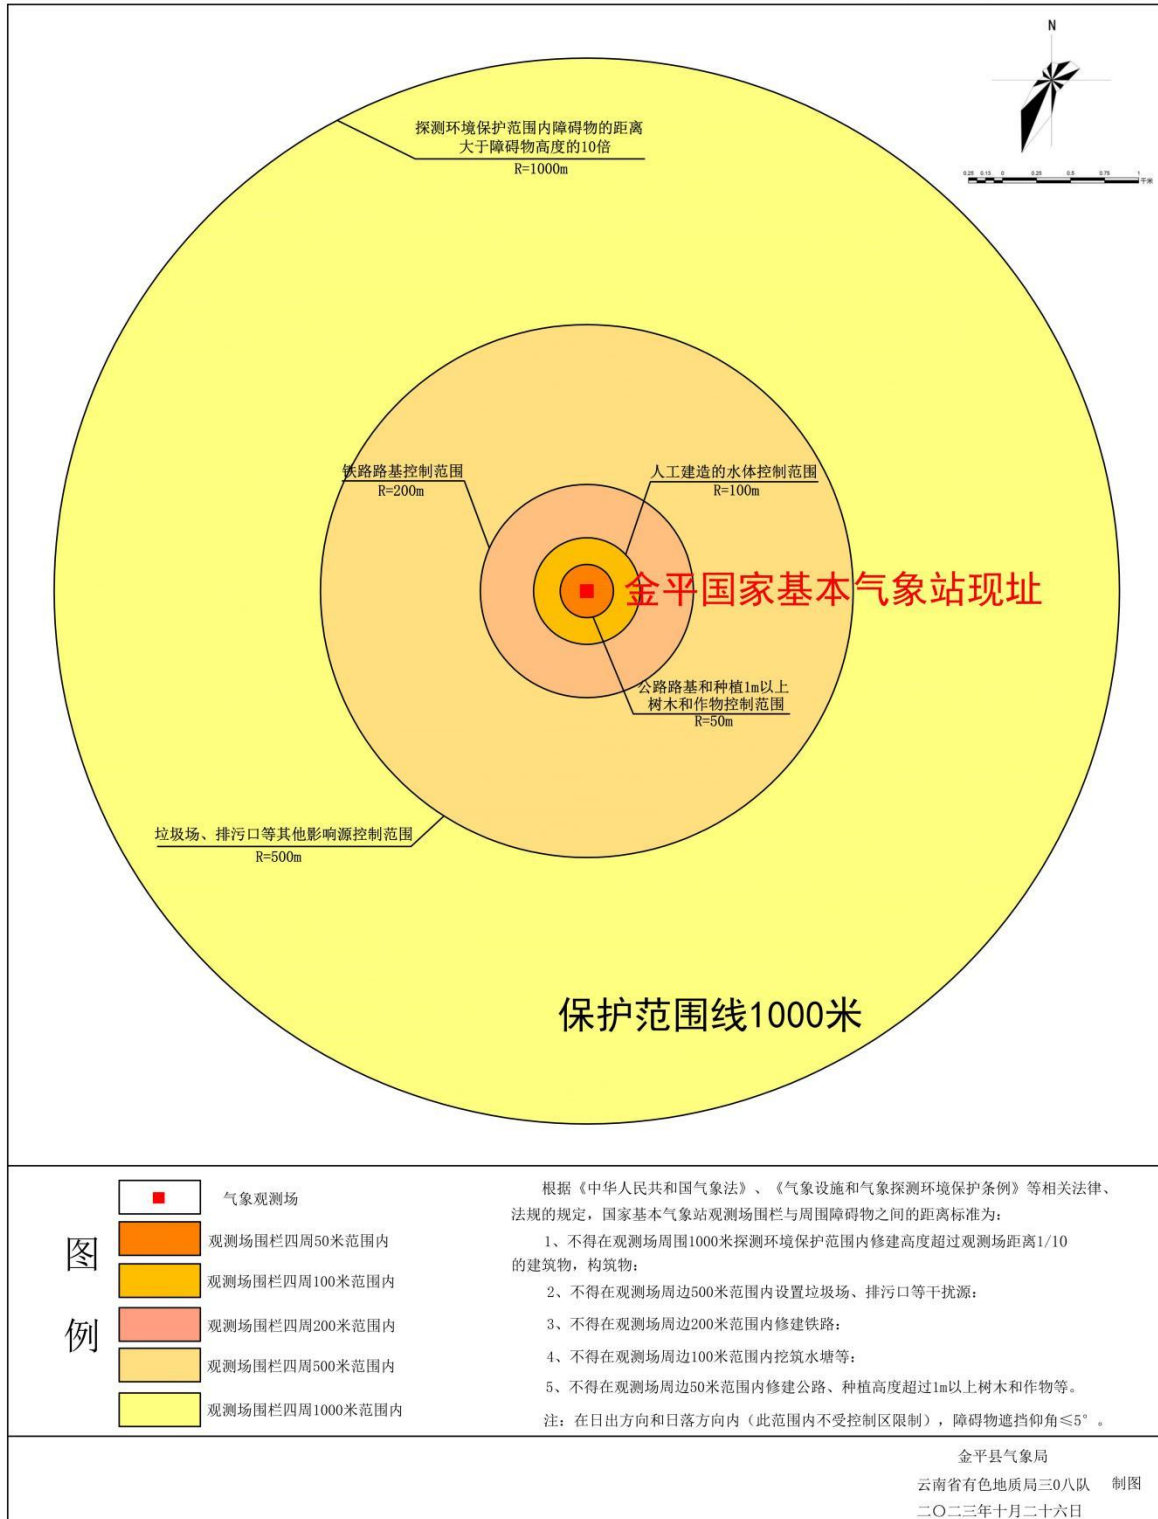 N
0.25 0.13 0 0.25 0.5 0.75 1 千米
探测环境保护范围内障碍物的距离
大于障碍物高度的10倍
R=1000m
铁路路基控制范围
R=200m
人工建造的水体控制范围
R=100m
金平国家基本气象站现址
公路路基和种植1m以上
树木和作物控制范围
R=50m
垃圾场、排污口等其他影响源控制范围
R=500m
保护范围线1000米
图
例
气象观测场
观测场围栏四周50米范围内
观测场围栏四周100米范围内
观测场围栏四周200米范围内
观测场围栏四周500米范围内
观测场围栏四周1000米范围内
根据《中华人民共和国气象法》、《气象设施和气象探测环境保护条例》等相关法律、
法规的规定，国家基本气象站观测场围栏与周围障碍物之间的距离标准为：
1、不得在观测场周围1000米探测环境保护范围内修建高度超过观测场距离1/10
的建筑物，构筑物；
2、不得在观测场周边500米范围内设置垃圾场、排污口等干扰源；
3、不得在观测场周边200米范围内修建铁路；
4、不得在观测场周边100米范围内挖筑水塘等；
5、不得在观测场周边50米范围内修建公路、种植高度超过1m以上树木和作物等。
注：在日出方向和日落方向内（此范围内不受控制区限制），障碍物遮挡仰角≤5°。
金平县气象局
云南省有色地质局三0八队 制图
二〇二三年十月二十六日